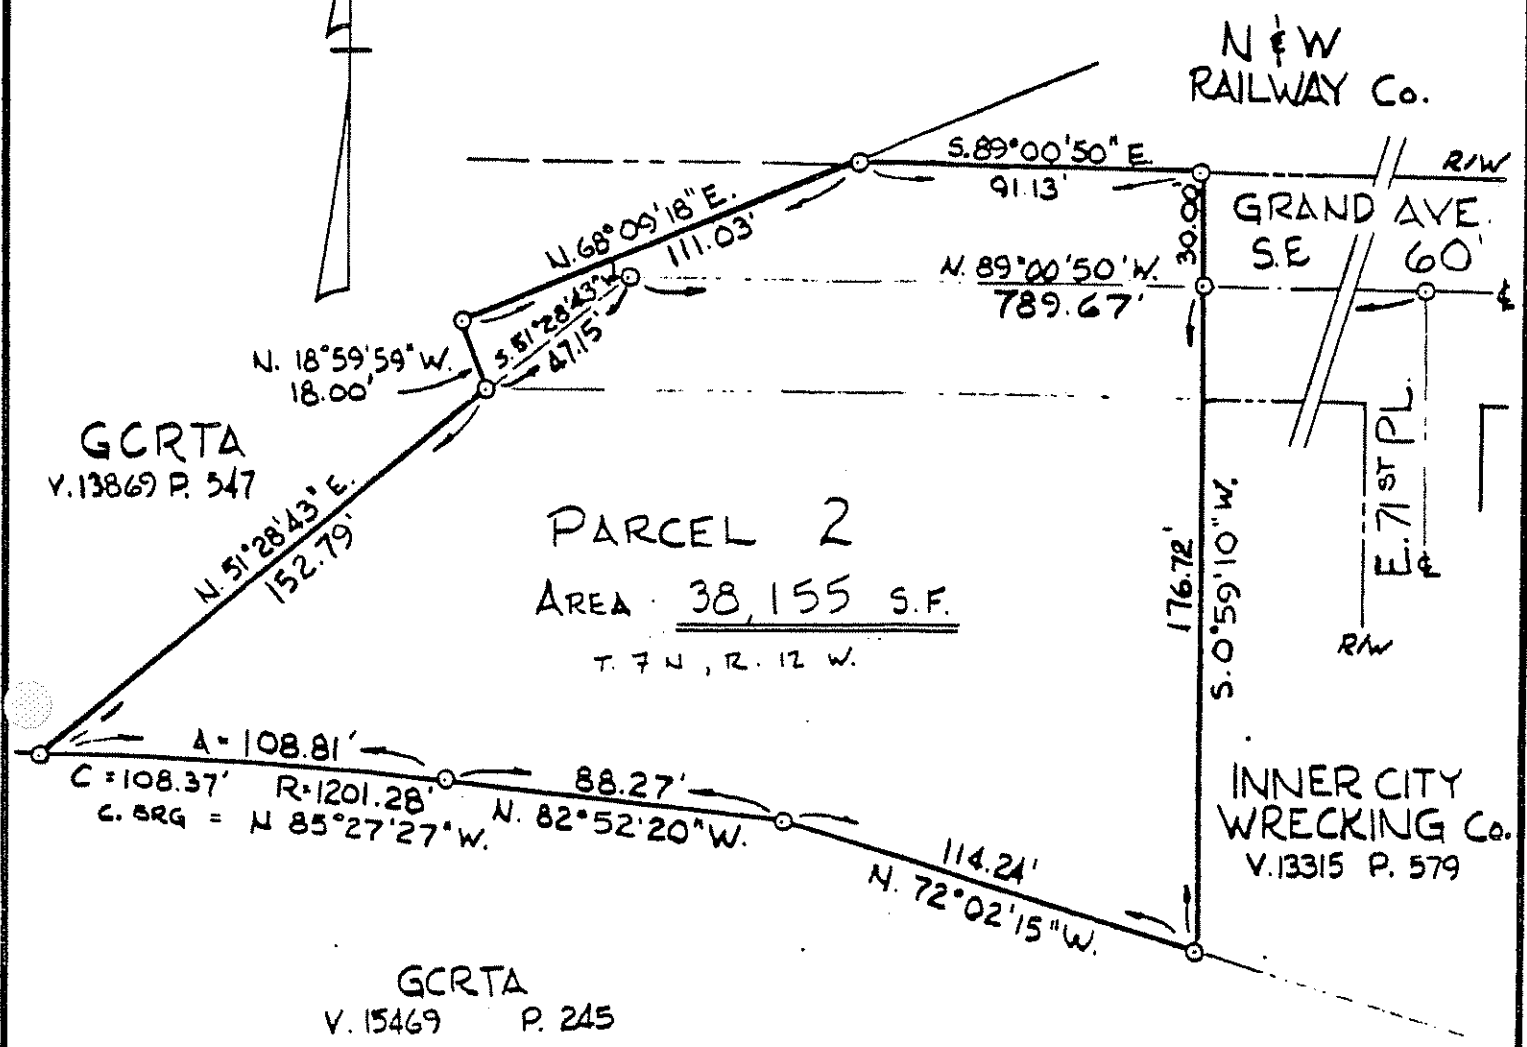 N & W
RAILWAY Co.
S. 89°00'50" E.
91.13'
R/W
30.00'
GRAND AVE.
S.E 60'
N. 68°09'18" E.
111.03'
N. 89°00'50' W.
789.67'
℄
S. 51°28'43" W.
47.15'
N. 18°59'59" W.
18.00'
GCRTA
V. 13869 P. 547
N. 51°28'43" E.
152.79'
PARCEL 2
AREA 38,155 S.F.
T. 7 N , R. 12 W.
176.72'
S. 0°59'10" W.
E. 71 ST PL.
℄
R/W
A = 108.81'
C = 108.37' R = 1201.28'
C. BRG = N 85°27'27" W.
88.27'
N. 82°52'20" W.
114.24'
N. 72°02'15" W.
INNER CITY
WRECKING Co.
V. 13315 P. 579
GCRTA
V. 15469 P. 245